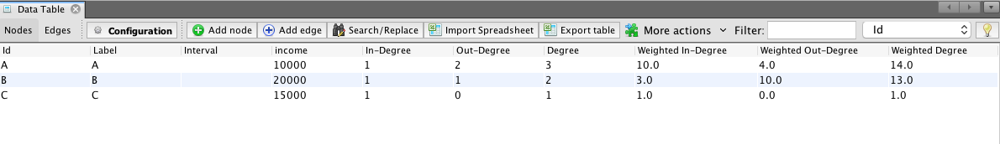 Data Table
Nodes Edges Configuration Add node Add edge Search/Replace Import Spreadsheet Export table More actions Filter: Id
Id Label Interval income In-Degree Out-Degree Degree Weighted In-Degree Weighted Out-Degree Weighted Degree
A A 10000 1 2 3 10.0 4.0 14.0
B B 20000 1 1 2 3.0 10.0 13.0
C C 15000 1 0 1 1.0 0.0 1.0